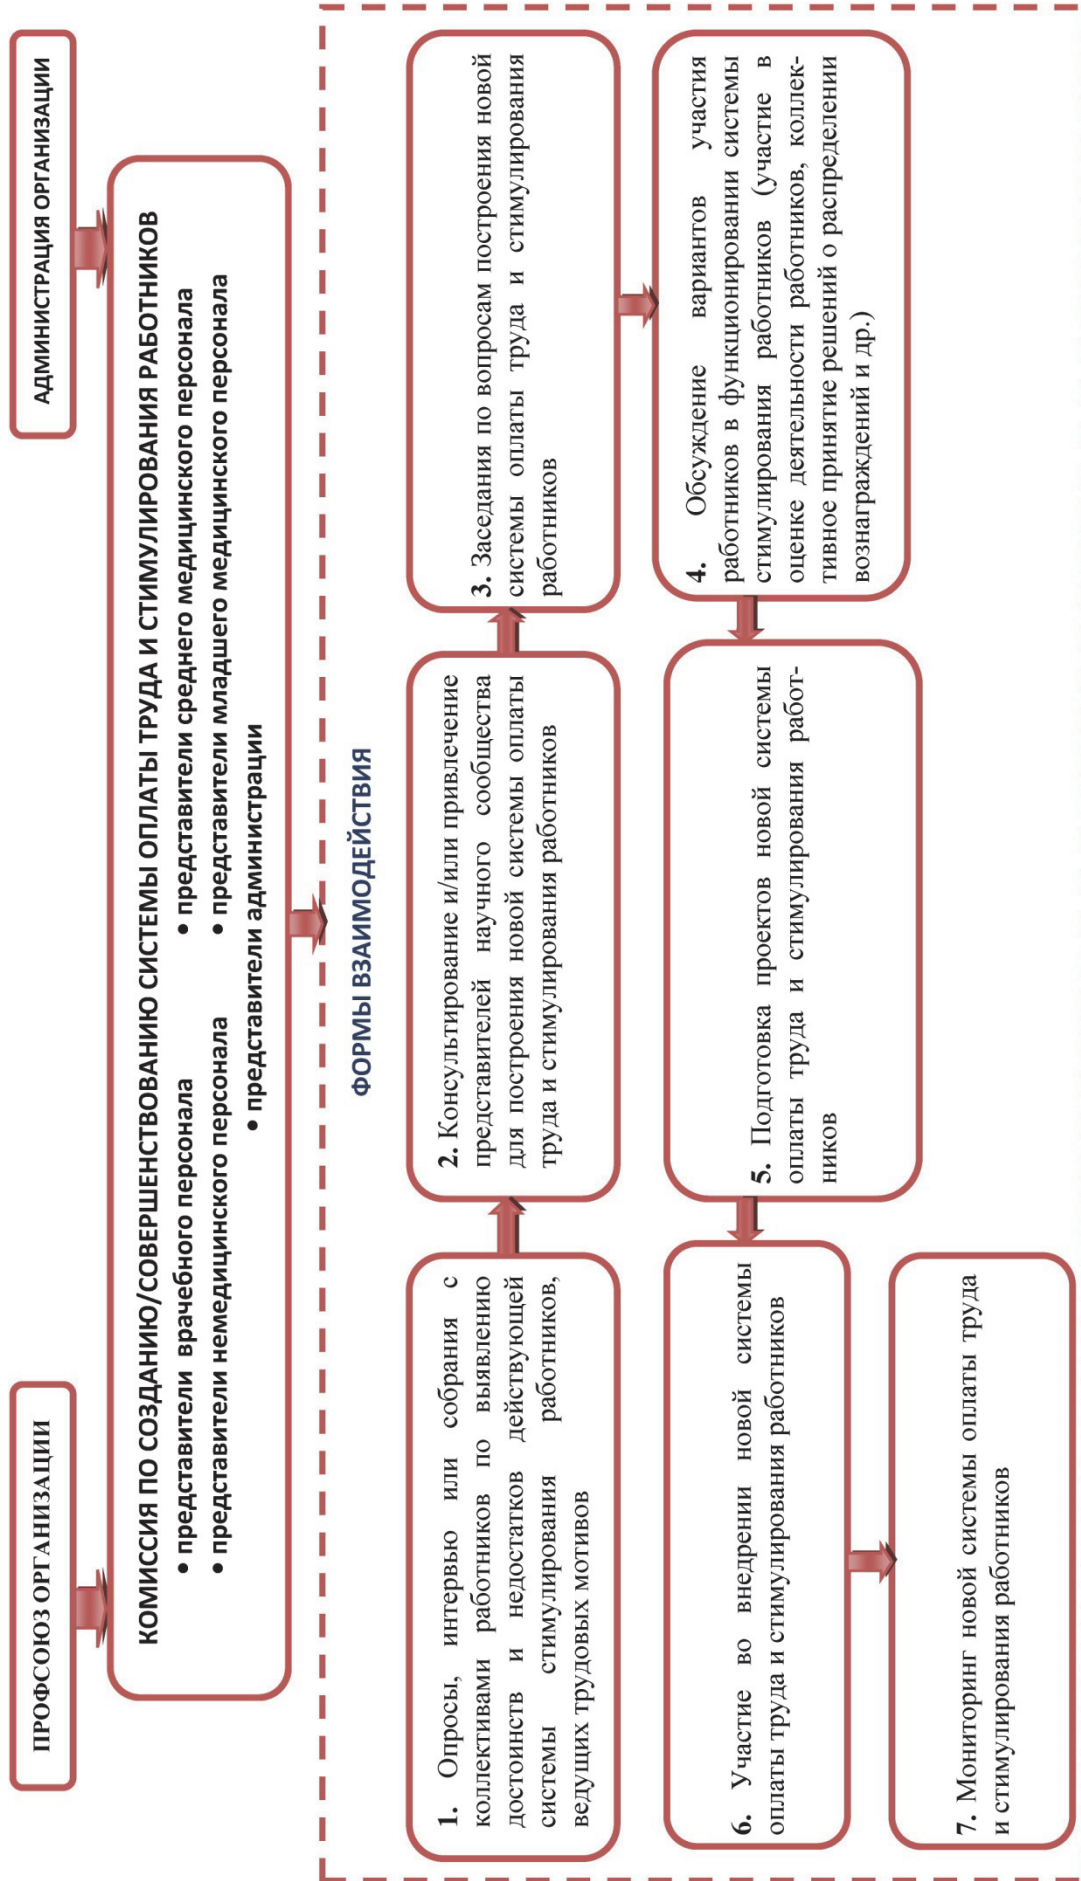 ПРОФСОЮЗ ОРГАНИЗАЦИИ
АДМИНИСТРАЦИЯ ОРГАНИЗАЦИИ
КОМИССИЯ ПО СОЗДАНИЮ/СОВЕРШЕНСТВОВАНИЮ СИСТЕМЫ ОПЛАТЫ ТРУДА И СТИМУЛИРОВАНИЯ РАБОТНИКОВ
• представители врачебного персонала
• представители среднего медицинского персонала
• представители немедицинского персонала
• представители младшего медицинского персонала
• представители администрации
ФОРМЫ ВЗАИМОДЕЙСТВИЯ
1. Опросы, интервью или собрания с
коллективами работников по выявлению
достоинств и недостатков действующей
системы стимулирования работников,
ведущих трудовых мотивов
2. Консультирование и/или привлечение
представителей научного сообщества
для построения новой системы оплаты
труда и стимулирования работников
3. Заседания по вопросам построения новой
системы оплаты труда и стимулирования
работников
4. Обсуждение вариантов участия
работников в функционировании системы
стимулирования работников (участие в
оценке деятельности работников, коллек-
тивное принятие решений о распределении
вознаграждений и др.)
5. Подготовка проектов новой системы
оплаты труда и стимулирования работ-
ников
6. Участие во внедрении новой системы
оплаты труда и стимулирования работников
7. Мониторинг новой системы оплаты труда
и стимулирования работников